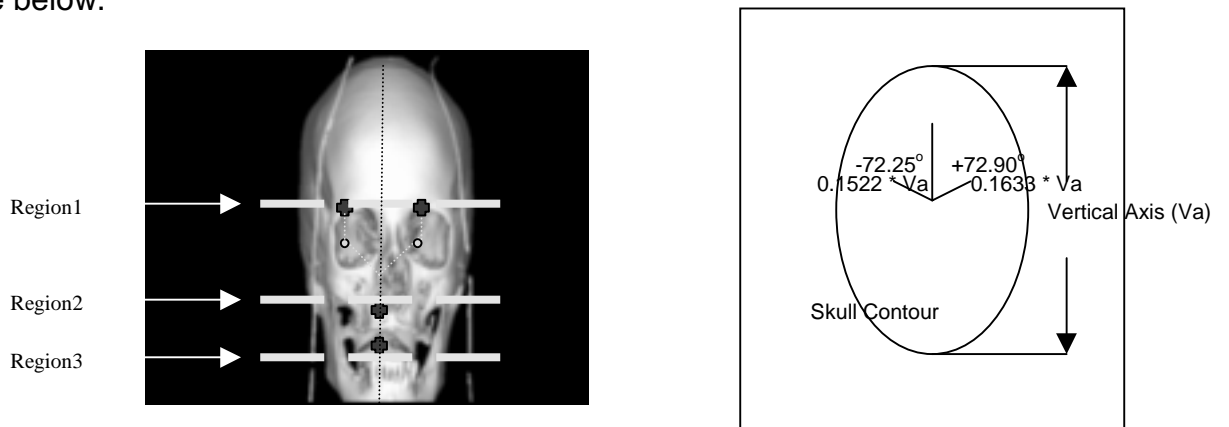 e below.
Region1
Region2
Region3
-72.25° +72.90°
0.1522 * Va 0.1633 * Va
Vertical Axis (Va)
Skull Contour